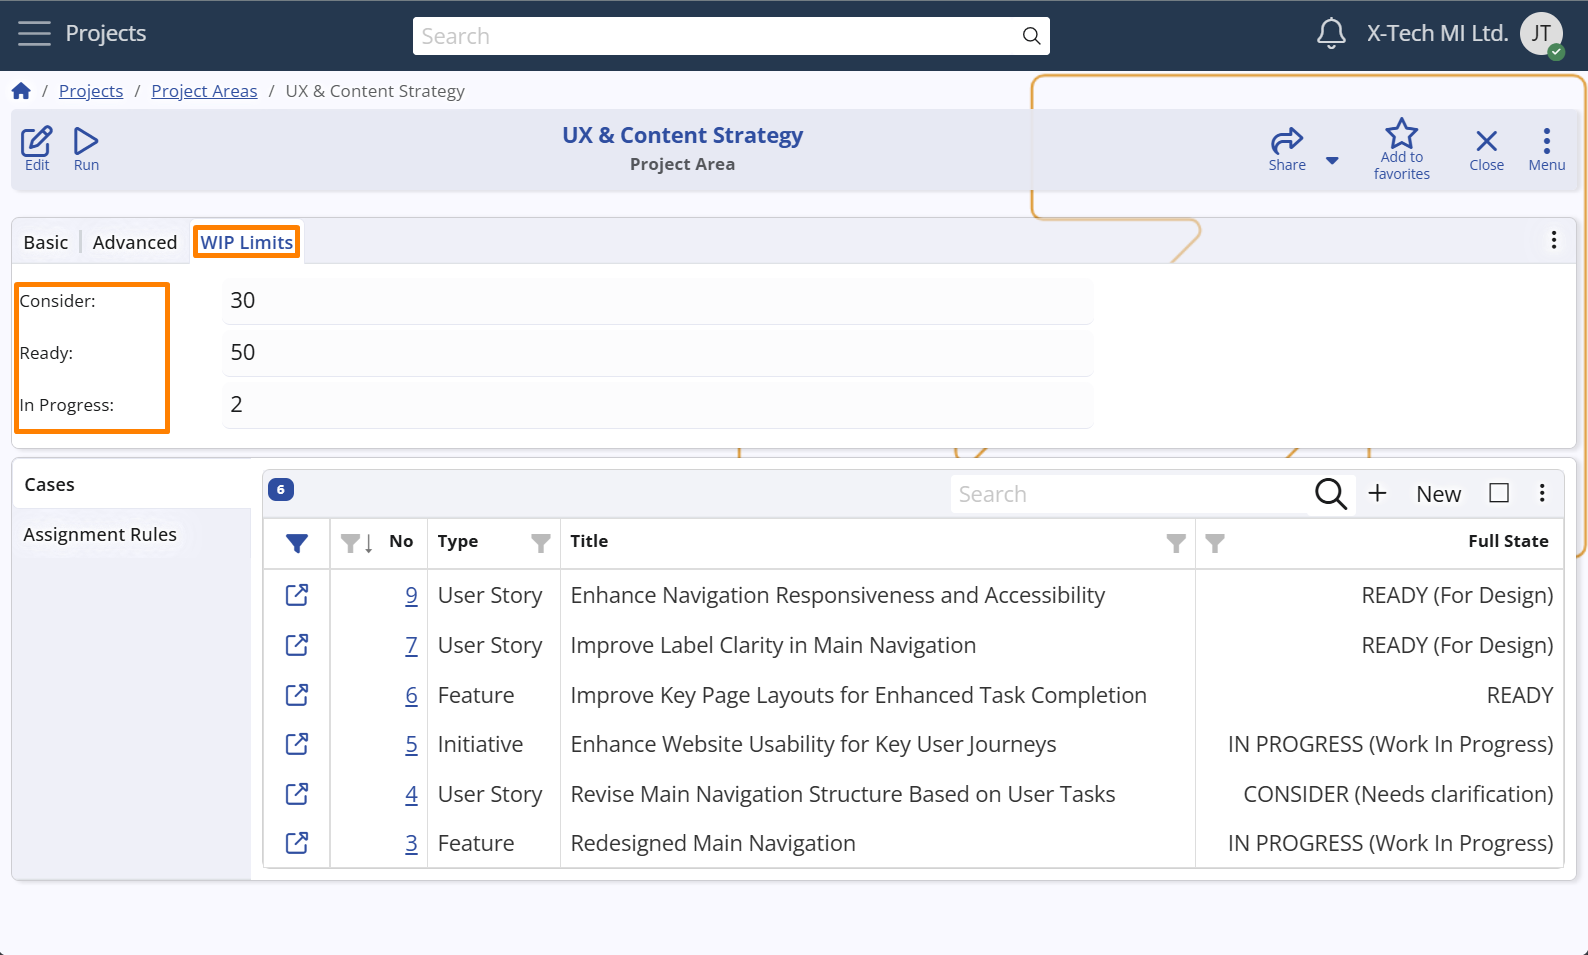 Projects
Search
X-Tech MI Ltd.
JT
/ Projects / Project Areas / UX & Content Strategy
Edit
Run
UX & Content Strategy
Project Area
Share
Add to
favorites
Close
Menu
Basic
Advanced
WIP Limits
Consider: 30
Ready: 50
In Progress: 2
Cases
Assignment Rules
6
Search
New
No Type Title Full State
9 User Story Enhance Navigation Responsiveness and Accessibility READY (For Design)
7 User Story Improve Label Clarity in Main Navigation READY (For Design)
6 Feature Improve Key Page Layouts for Enhanced Task Completion READY
5 Initiative Enhance Website Usability for Key User Journeys IN PROGRESS (Work In Progress)
4 User Story Revise Main Navigation Structure Based on User Tasks CONSIDER (Needs clarification)
3 Feature Redesigned Main Navigation IN PROGRESS (Work In Progress)